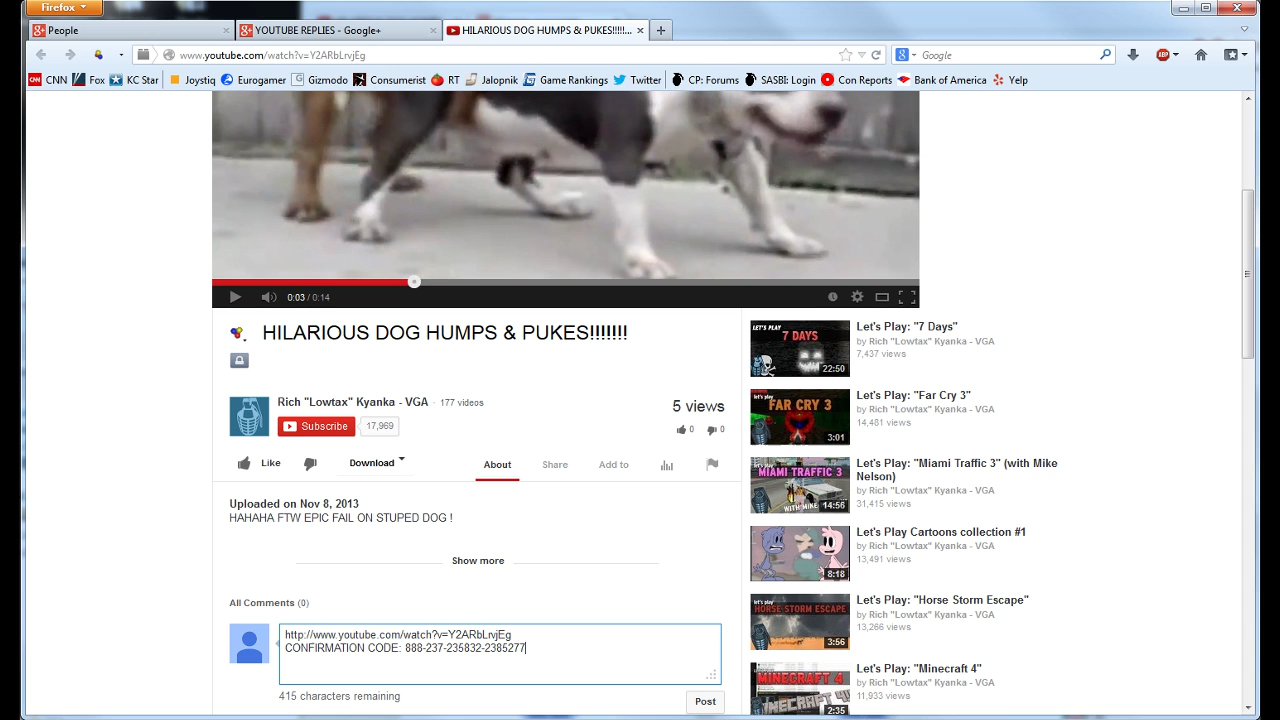 Firefox
People
YOUTUBE REPLIES - Google+
HILARIOUS DOG HUMPS & PUKES!!!!!...
www.youtube.com/watch?v=Y2ARbLrvjEg
Google
CNN
Fox
KC Star
Joystiq
Eurogamer
Gizmodo
Consumerist
RT
Jalopnik
Game Rankings
Twitter
CP: Forums
SASBI: Login
Con Reports
Bank of America
Yelp
0:03 / 0:14
HILARIOUS DOG HUMPS & PUKES!!!!!!!
Rich "Lowtax" Kyanka - VGA · 177 videos
Subscribe 17,969
5 views
0 0
Like
Download
About
Share
Add to
Uploaded on Nov 8, 2013
HAHAHA FTW EPIC FAIL ON STUPED DOG !
Show more
All Comments (0)
http://www.youtube.com/watch?v=Y2ARbLrvjEg
CONFIRMATION CODE: 888-237-235832-2385277
415 characters remaining
Post
LET'S PLAY
7 DAYS
22:50
Let's Play: "7 Days"
by Rich "Lowtax" Kyanka - VGA
7,437 views
let's play
FAR CRY 3
3:01
Let's Play: "Far Cry 3"
by Rich "Lowtax" Kyanka - VGA
14,481 views
let's play
MIAMI TRAFFIC 3
WITH MIKE
14:56
Let's Play: "Miami Traffic 3" (with Mike
Nelson)
by Rich "Lowtax" Kyanka - VGA
31,415 views
8:18
Let's Play Cartoons collection #1
by Rich "Lowtax" Kyanka - VGA
13,491 views
let's play
HORSE STORM ESCAPE
3:56
Let's Play: "Horse Storm Escape"
by Rich "Lowtax" Kyanka - VGA
13,266 views
MINECRAFT 4
MINECRAFT 4
2:35
Let's Play: "Minecraft 4"
by Rich "Lowtax" Kyanka - VGA
11,933 views